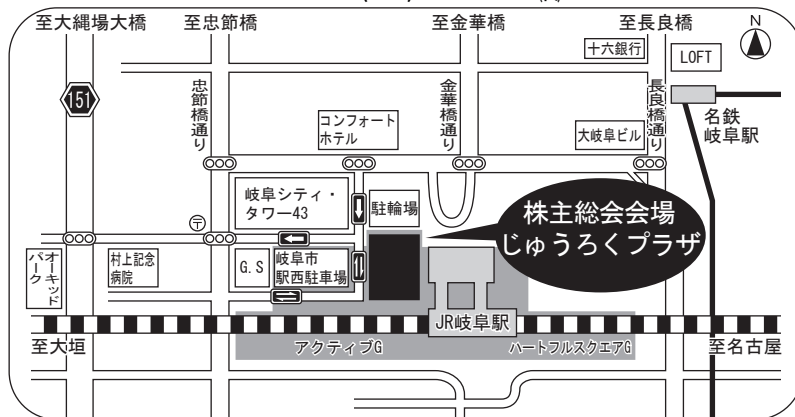 至大縄場大橋
至忠節橋
至金華橋
至長良橋
N
十六銀行
LOFT
151
忠節橋通り
金華橋通り
長良橋通り
名鉄
岐阜駅
コンフォート
ホテル
大岐阜ビル
岐阜シティ・
タワー43
駐輪場
株主総会会場
じゅうろくプラザ
〒
オーキッド
パーク
村上記念
病院
G.S
岐阜市
駅西駐車場
JR岐阜駅
至大垣
アクティブG
ハートフルスクエアG
至名古屋